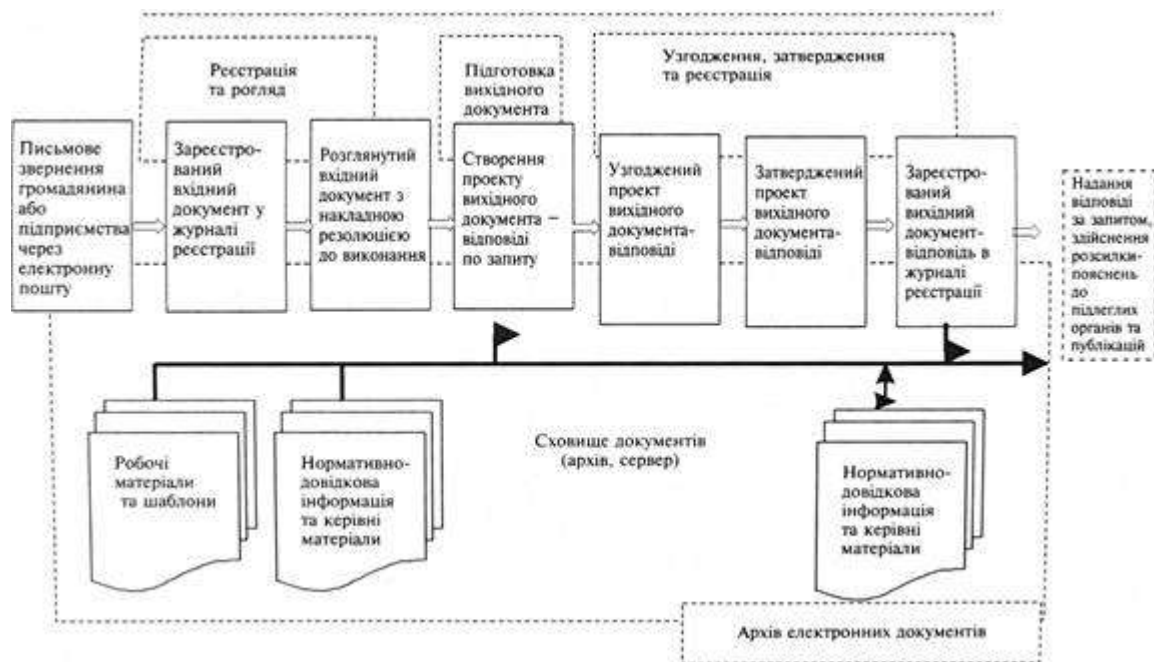 Реєстрація
та рогляд
Підготовка
вихідного
документа
Узгодження, затвердження
та реєстрація
Письмове
звернення
громадянина
або
підприємства
через
електронну
пошту
Зареєстро-
ваний
вхідний
документ у
журналі
реєстрації
Розглянутий
вхідний
документ з
накладною
резолюцією
до виконання
Створення
проекту
вихідного
документа –
відповіді
по запиту
Узгоджений
проект
вихідного
документа-
відповіді
Затверджений
проект
вихідного
документа-
відповіді
Зареєстро-
ваний
вихідний
документ-
відповідь в
журналі
реєстрації
Надання
відповіді
за запитом,
здійснення
розсилки-
пояснень
до
підлеглих
органів та
публікацій
Робочі
матеріали
та шаблони
Нормативно-
довідкова
інформація
та керівні
матеріали
Сховище документів
(архів, сервер)
Нормативно-
довідкова
інформація
та керівні
матеріали
Архів електронних документів